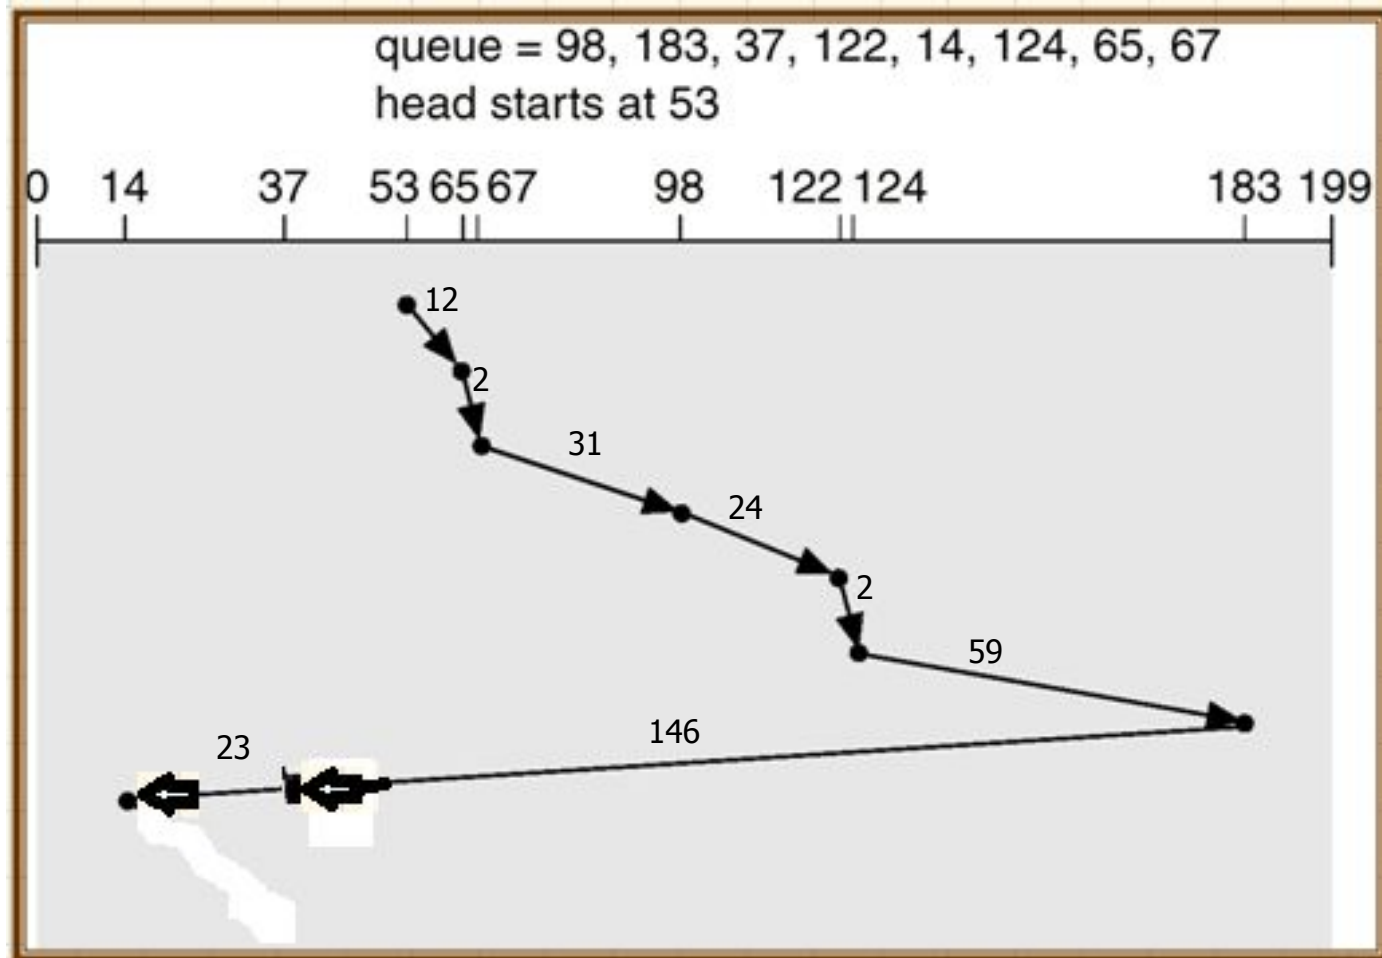 queue = 98, 183, 37, 122, 14, 124, 65, 67
head starts at 53
0 14 37 53 65 67 98 122 124 183 199
12
2
31
24
2
59
146
23